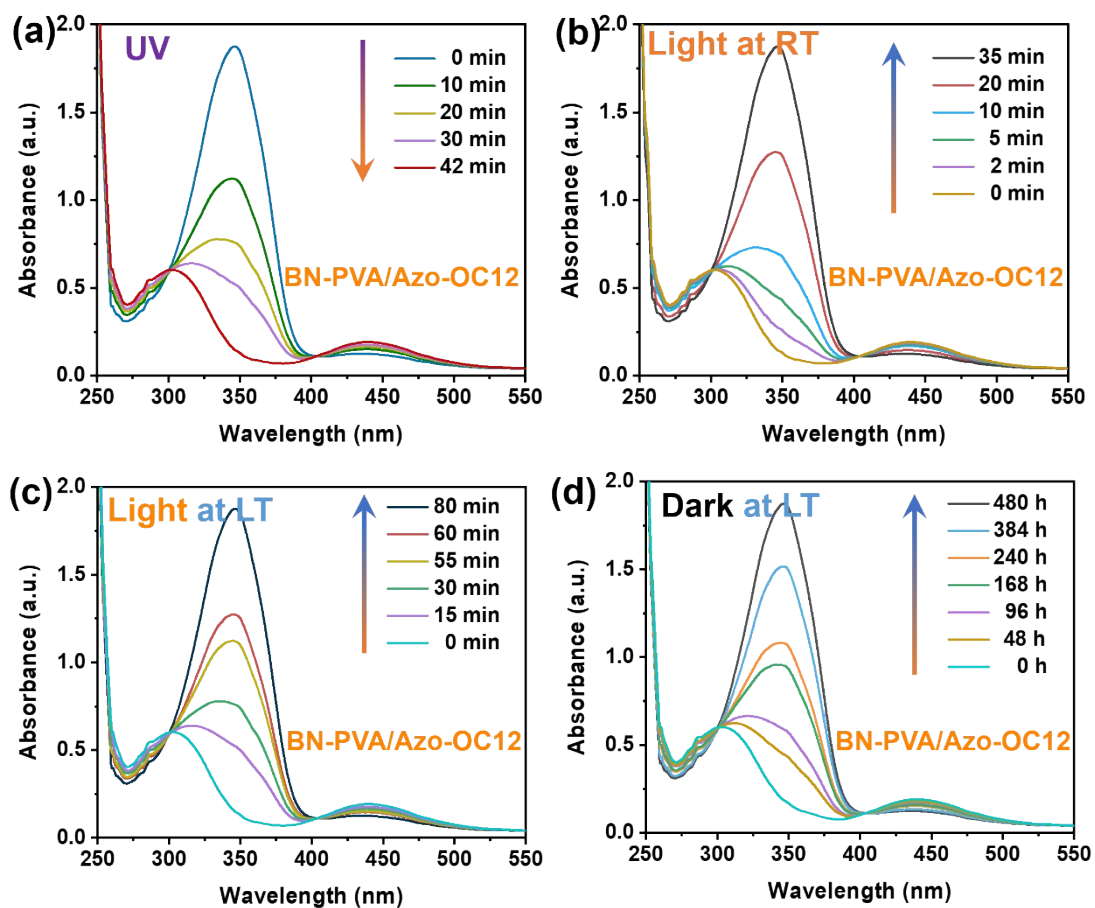 (a)
UV
0 min
10 min
20 min
30 min
42 min
BN-PVA/Azo-OC12
2.0
1.5
1.0
0.5
0.0
Absorbance (a.u.)
250 300 350 400 450 500 550
Wavelength (nm)
(b)
Light at RT
35 min
20 min
10 min
5 min
2 min
0 min
BN-PVA/Azo-OC12
2.0
1.5
1.0
0.5
0.0
Absorbance (a.u.)
250 300 350 400 450 500 550
Wavelength (nm)
(c)
Light at LT
80 min
60 min
55 min
30 min
15 min
0 min
BN-PVA/Azo-OC12
2.0
1.5
1.0
0.5
0.0
Absorbance (a.u.)
250 300 350 400 450 500 550
Wavelength (nm)
(d)
Dark at LT
480 h
384 h
240 h
168 h
96 h
48 h
0 h
BN-PVA/Azo-OC12
2.0
1.5
1.0
0.5
0.0
Absorbance (a.u.)
250 300 350 400 450 500 550
Wavelength (nm)